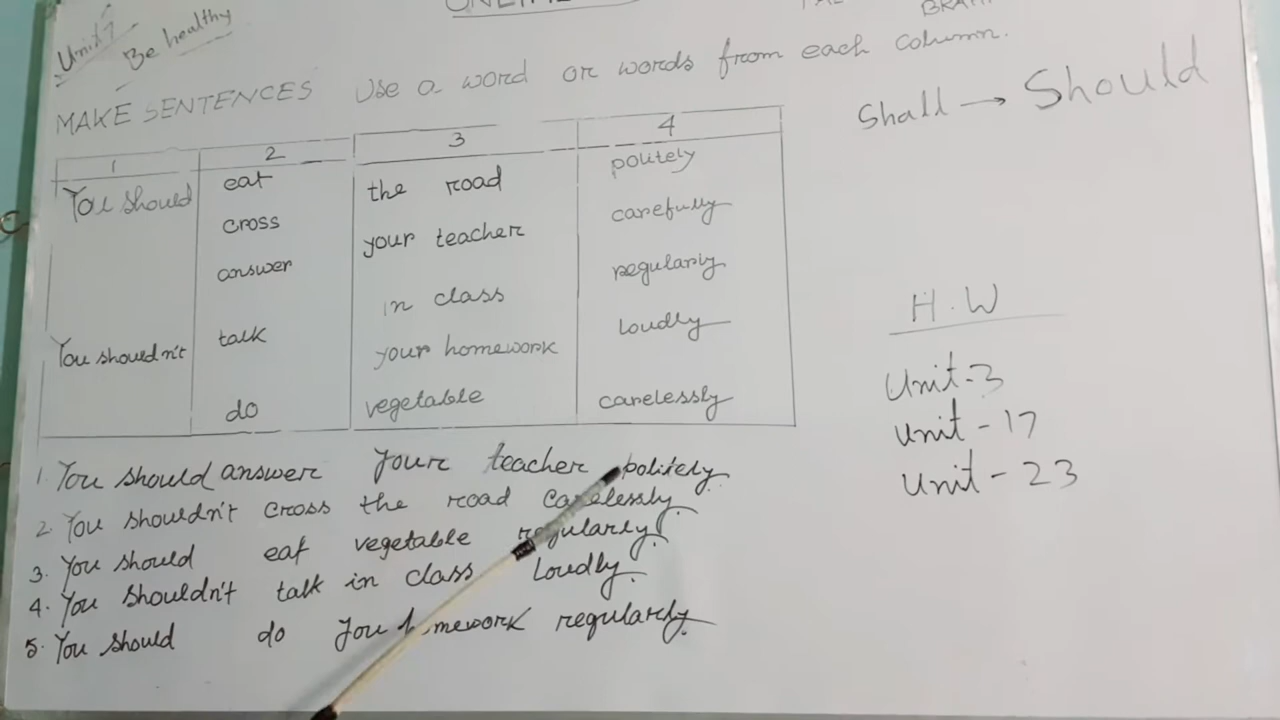 Unit 7
Be healthy
MAKE SENTENCES Use a word or words from each column.
Shall → Should
1 2 3 4
You should eat the road politely
cross your teacher carefully
answer in class regularly
You shouldn't talk your homework loudly
do vegetable carelessly
H.W
Unit-3
Unit - 17
Unit - 23
1. You should answer your teacher politely.
2. You shouldn't cross the road carelessly.
3. You should eat vegetable regularly.
4. You shouldn't talk in class Loudly.
5. You should do you homework regularly.